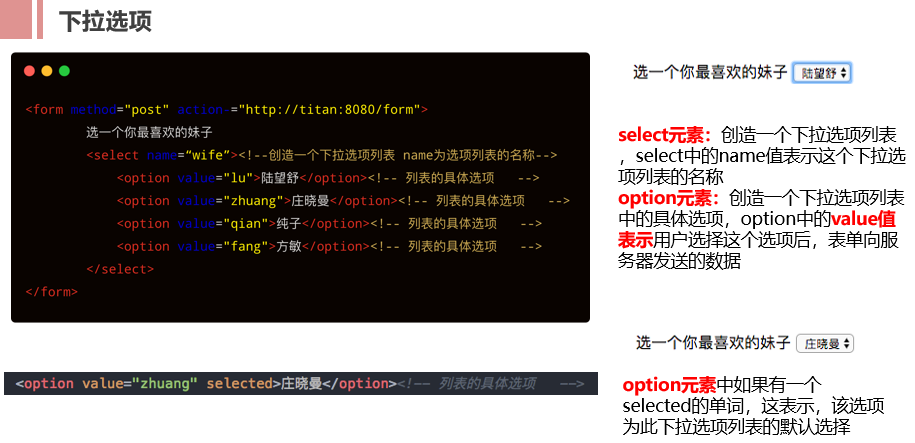 下拉选项
<form method="post" action-="http://titan:8080/form">
选一个你最喜欢的妹子
<select name=“wife”><!--创造一个下拉选项列表 name为选项列表的名称-->
<option value="lu">陆望舒</option><!-- 列表的具体选项 -->
<option value="zhuang">庄晓曼</option><!-- 列表的具体选项 -->
<option value="qian">纯子</option><!-- 列表的具体选项 -->
<option value="fang">方敏</option><!-- 列表的具体选项 -->
</select>
</form>
<option value="zhuang" selected>庄晓曼</option><!-- 列表的具体选项 -->
选一个你最喜欢的妹子 陆望舒
select元素：创造一个下拉选项列表
，select中的name值表示这个下拉选
项列表的名称
option元素：创造一个下拉选项列表
中的具体选项，option中的value值
表示用户选择这个选项后，表单向服
务器发送的数据
选一个你最喜欢的妹子 庄晓曼
option元素中如果有一个
selected的单词，这表示，该选项
为此下拉选项列表的默认选择